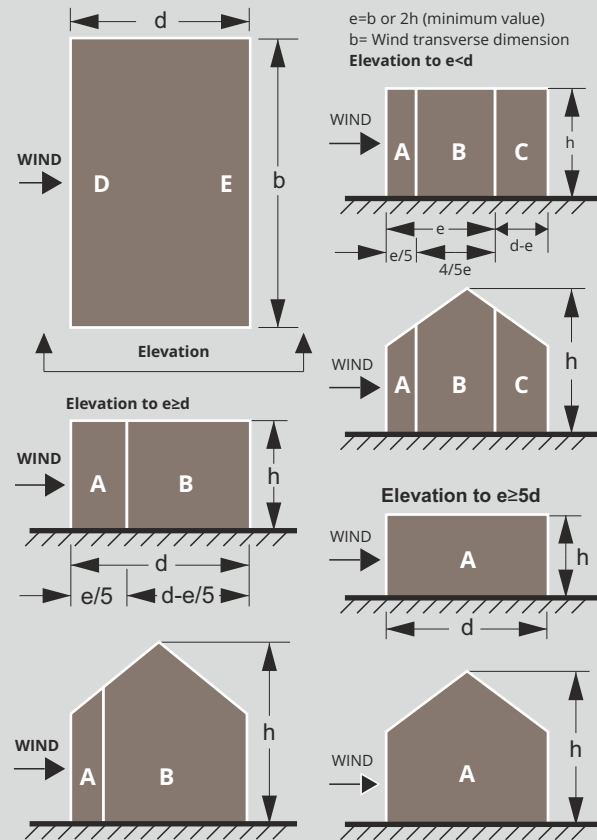 d
WIND
D
E
b
Elevation
e=b or 2h (minimum value)
b= Wind transverse dimension
Elevation to e<d
WIND
A
B
C
h
e
e/5
4/5e
d-e
WIND
A
B
C
h
Elevation to e≥d
WIND
A
B
h
d
e/5
d-e/5
Elevation to e≥5d
WIND
A
h
d
WIND
A
B
h
WIND
A
h